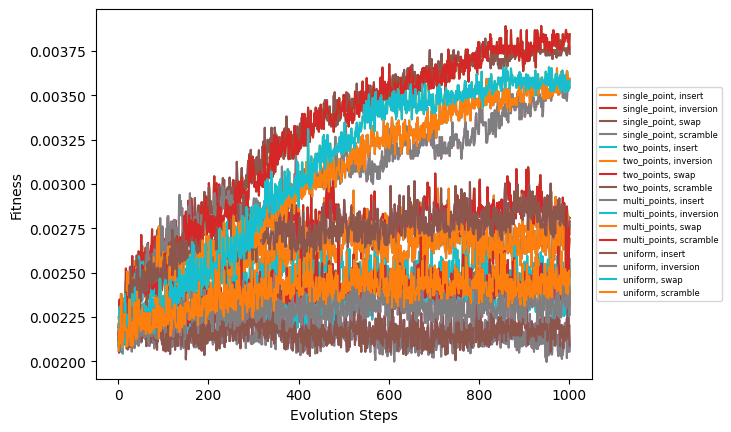 0.00375
0.00350
0.00325
0.00300
0.00275
0.00250
0.00225
0.00200
Fitness
0
200
400
600
800
1000
Evolution Steps
single_point, insert
single_point, inversion
single_point, swap
single_point, scramble
two_points, insert
two_points, inversion
two_points, swap
two_points, scramble
multi_points, insert
multi_points, inversion
multi_points, swap
multi_points, scramble
uniform, insert
uniform, inversion
uniform, swap
uniform, scramble